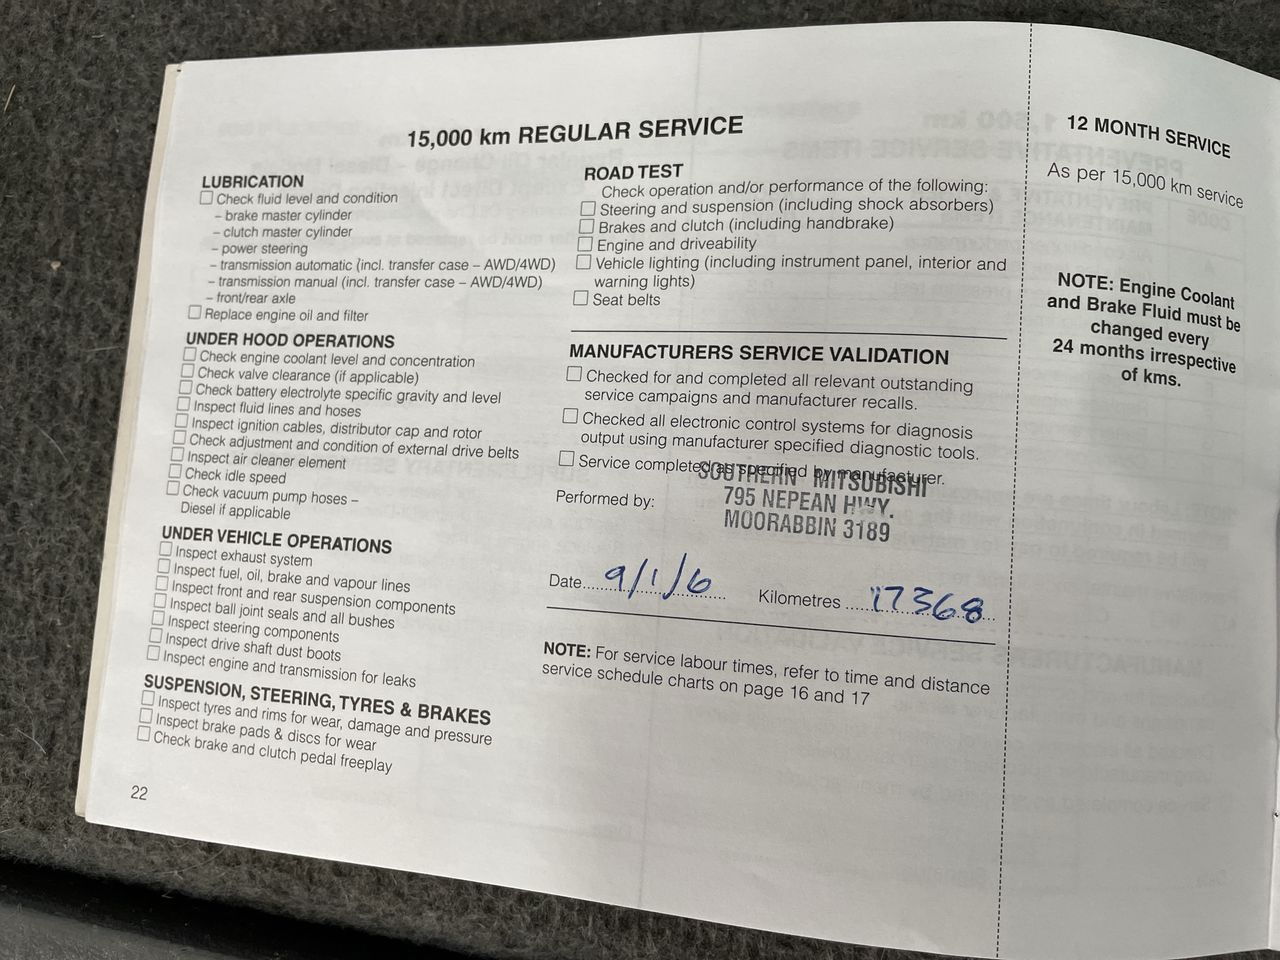 15,000 km REGULAR SERVICE
LUBRICATION
Check fluid level and condition
– brake master cylinder
– clutch master cylinder
– power steering
– transmission automatic (incl. transfer case – AWD/4WD)
– transmission manual (incl. transfer case – AWD/4WD)
– front/rear axle
Replace engine oil and filter
UNDER HOOD OPERATIONS
Check engine coolant level and concentration
Check valve clearance (if applicable)
Check battery electrolyte specific gravity and level
Inspect fluid lines and hoses
Inspect ignition cables, distributor cap and rotor
Check adjustment and condition of external drive belts
Inspect air cleaner element
Check idle speed
Check vacuum pump hoses –
Diesel if applicable
UNDER VEHICLE OPERATIONS
Inspect exhaust system
Inspect fuel, oil, brake and vapour lines
Inspect front and rear suspension components
Inspect ball joint seals and all bushes
Inspect steering components
Inspect drive shaft dust boots
Inspect engine and transmission for leaks
SUSPENSION, STEERING, TYRES & BRAKES
Inspect tyres and rims for wear, damage and pressure
Inspect brake pads & discs for wear
Check brake and clutch pedal freeplay
22
ROAD TEST
Check operation and/or performance of the following:
Steering and suspension (including shock absorbers)
Brakes and clutch (including handbrake)
Engine and driveability
Vehicle lighting (including instrument panel, interior and
warning lights)
Seat belts
MANUFACTURERS SERVICE VALIDATION
Checked for and completed all relevant outstanding
service campaigns and manufacturer recalls.
Checked all electronic control systems for diagnosis
output using manufacturer specified diagnostic tools.
Service completed as specified by manufacturer.
SOUTHERN MITSUBISHI
Performed by:
795 NEPEAN HWY.
MOORABBIN 3189
Date 9/1/6 Kilometres 17368
NOTE: For service labour times, refer to time and distance
service schedule charts on page 16 and 17
12 MONTH SERVICE
As per 15,000 km service
NOTE: Engine Coolant
and Brake Fluid must be
changed every
24 months irrespective
of kms.